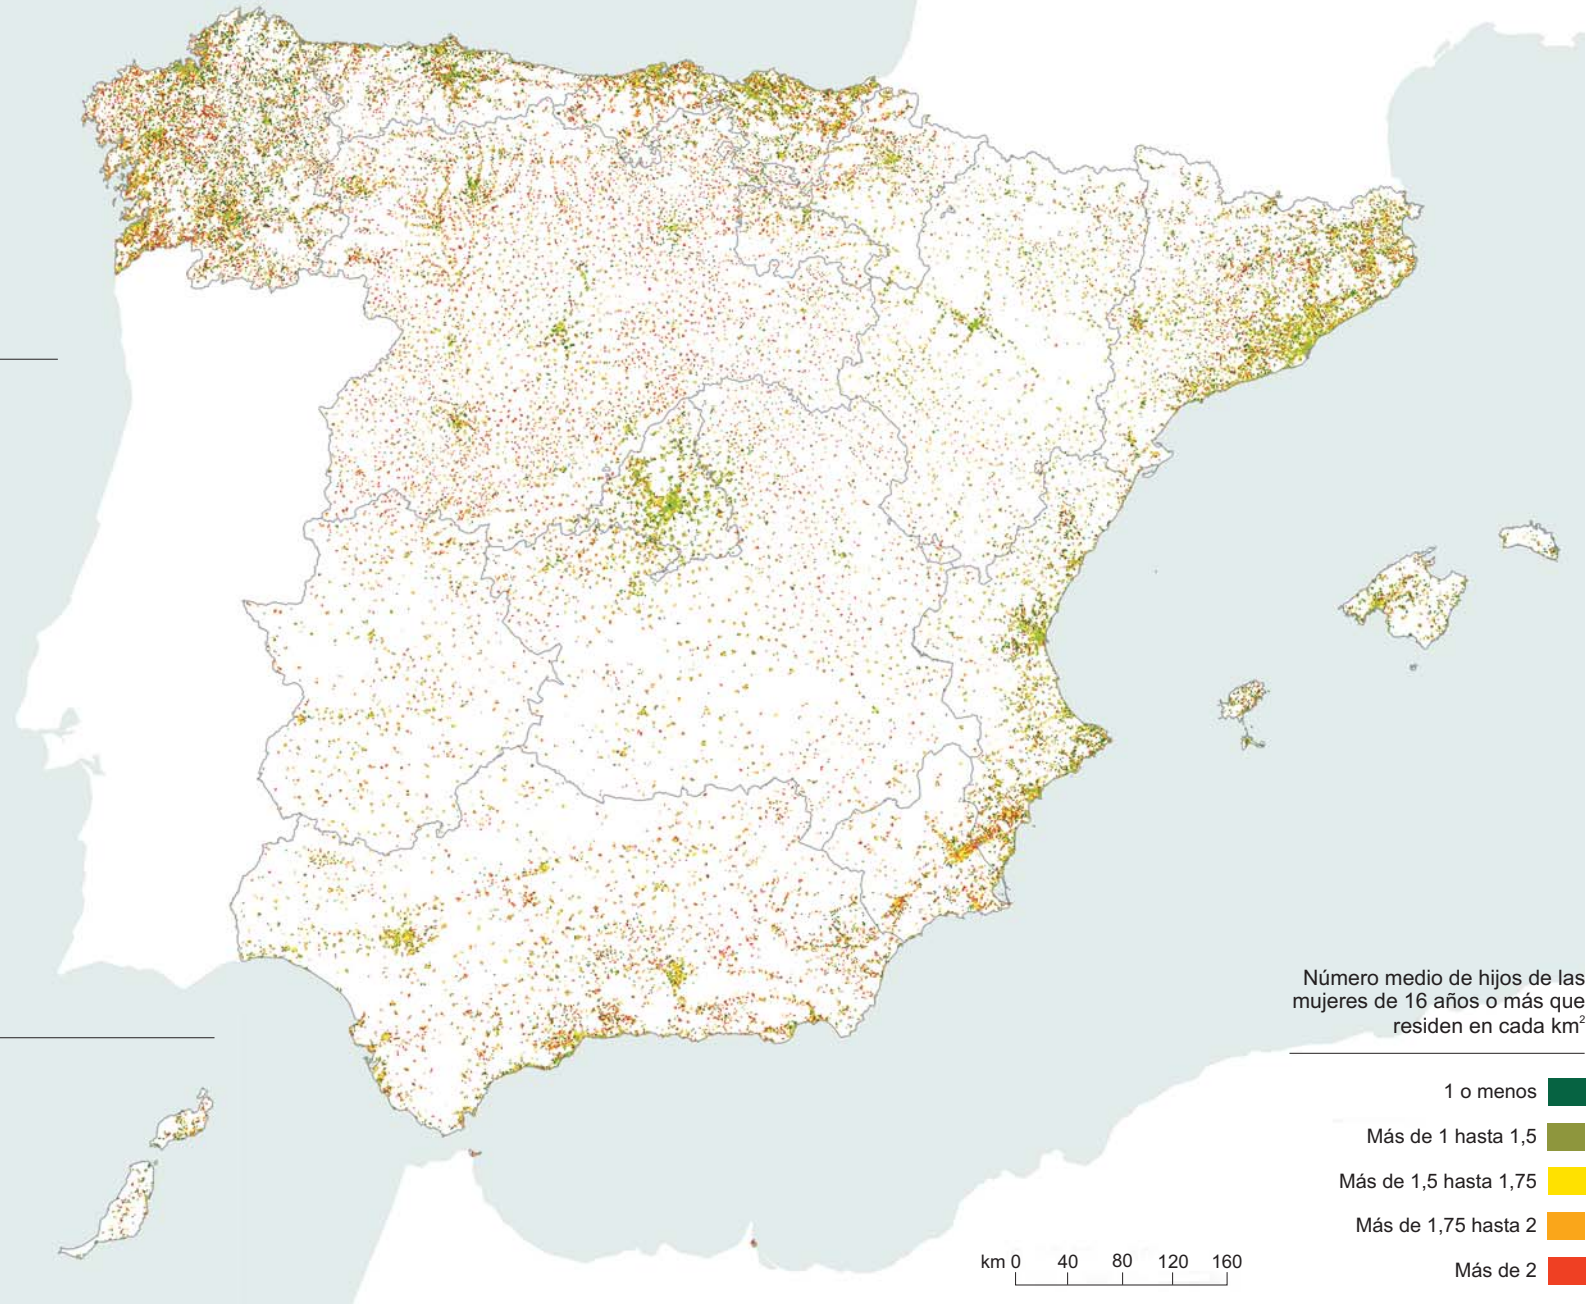 Número medio de hijos de las
mujeres de 16 años o más que
residen en cada km²
1 o menos
Más de 1 hasta 1,5
Más de 1,5 hasta 1,75
Más de 1,75 hasta 2
Más de 2
km 0 40 80 120 160